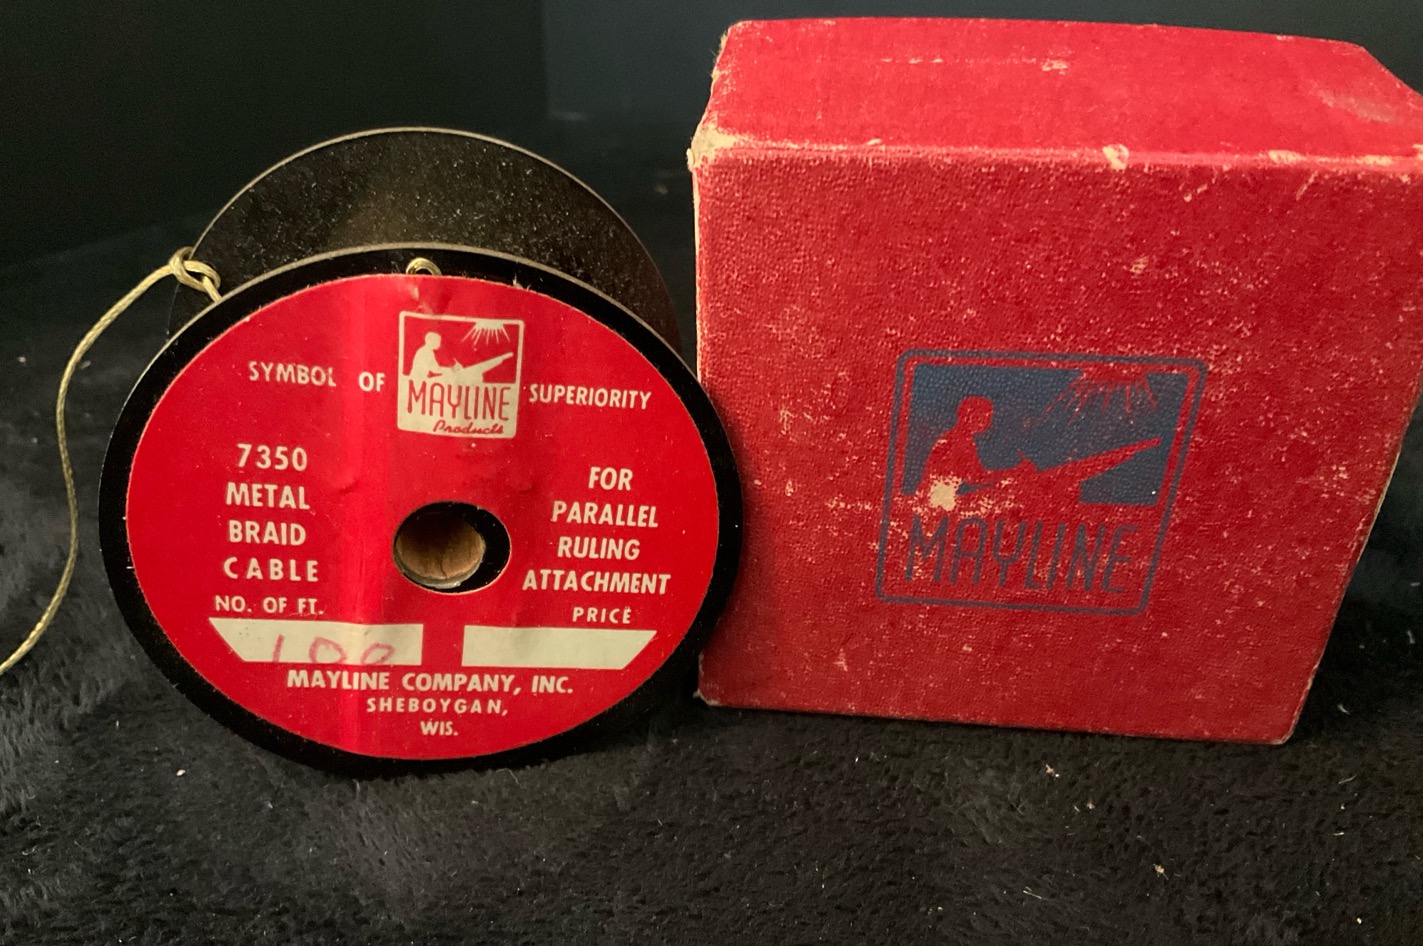 SYMBOL OF
MAYLINE
Products
SUPERIORITY
7350
METAL
BRAID
CABLE
NO. OF FT.
100
FOR
PARALLEL
RULING
ATTACHMENT
PRICE
MAYLINE COMPANY, INC.
SHEBOYGAN,
WIS.
MAYLINE